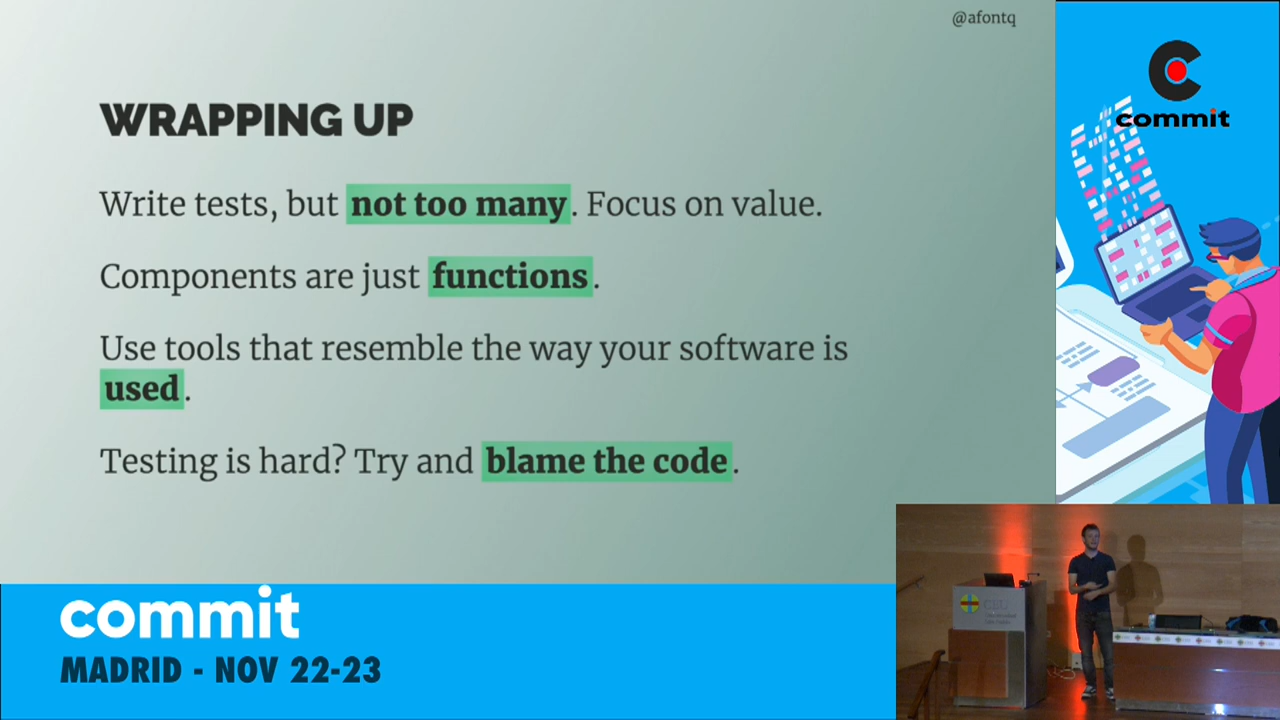 @afontq
WRAPPING UP
Write tests, but not too many. Focus on value.
Components are just functions.
Use tools that resemble the way your software is
used.
Testing is hard? Try and blame the code.
commit
commit
MADRID - NOV 22-23
CEU